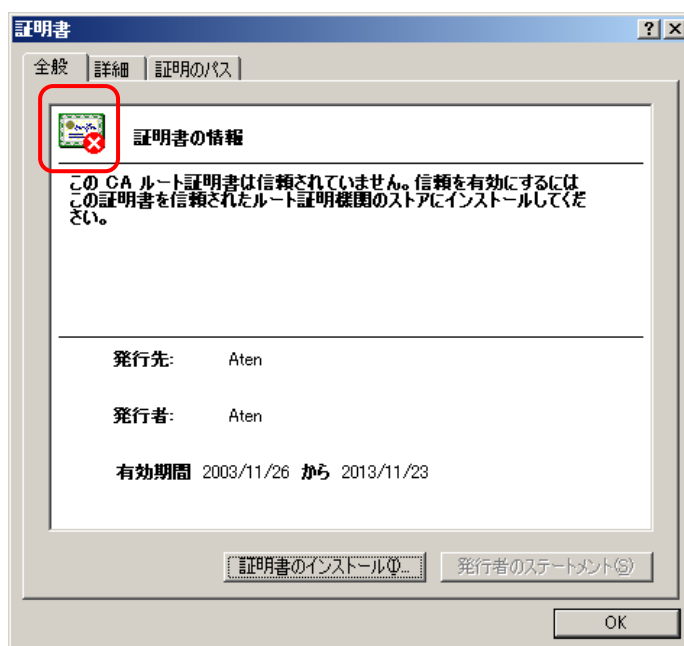 証明書
全般 詳細 証明のパス
証明書の情報
この CA ルート証明書は信頼されていません。信頼を有効にするには
この証明書を信頼されたルート証明機関のストアにインストールしてくだ
さい。
発行先: Aten
発行者: Aten
有効期間 2003/11/26 から 2013/11/23
証明書のインストール(I)... 発行者のステートメント(S)
OK